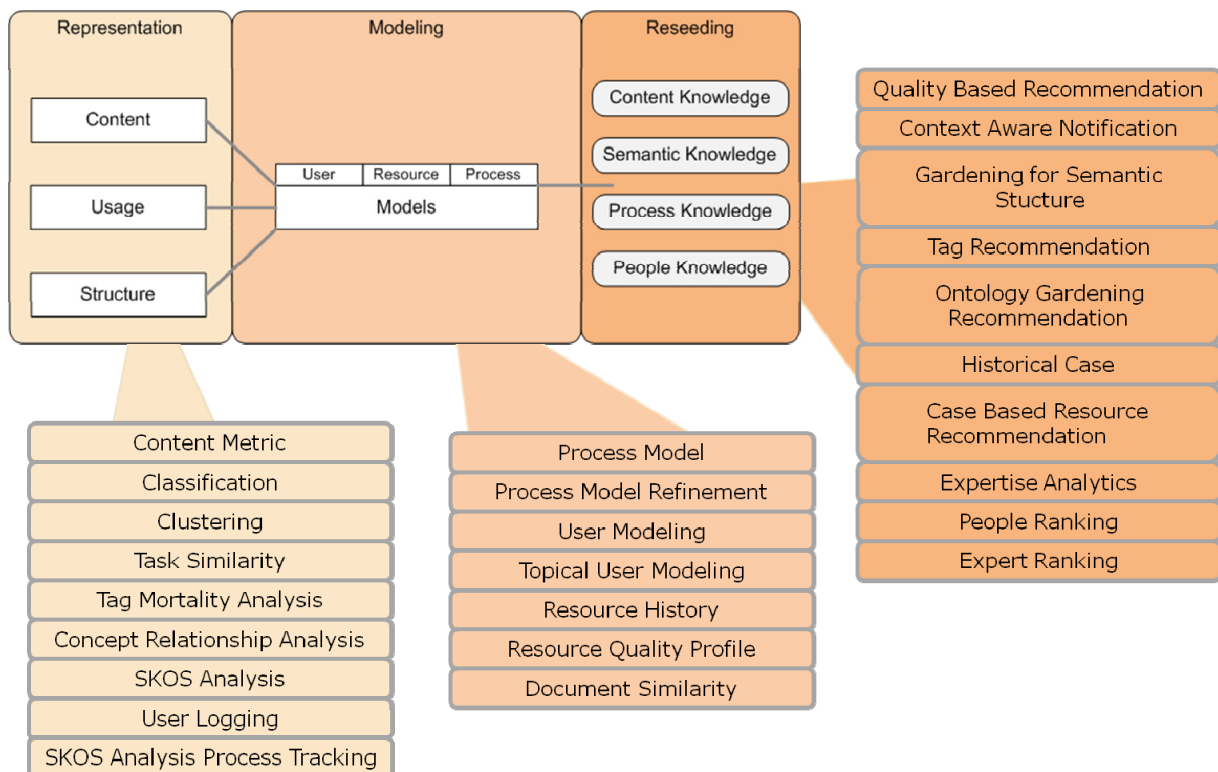 Representation
Modeling
Reseeding
Content
Usage
Structure
User
Resource
Process
Models
Content Knowledge
Semantic Knowledge
Process Knowledge
People Knowledge
Quality Based Recommendation
Context Aware Notification
Gardening for Semantic
Stucture
Tag Recommendation
Ontology Gardening
Recommendation
Historical Case
Case Based Resource
Recommendation
Expertise Analytics
People Ranking
Expert Ranking
Content Metric
Classification
Clustering
Task Similarity
Tag Mortality Analysis
Concept Relationship Analysis
SKOS Analysis
User Logging
SKOS Analysis Process Tracking
Process Model
Process Model Refinement
User Modeling
Topical User Modeling
Resource History
Resource Quality Profile
Document Similarity